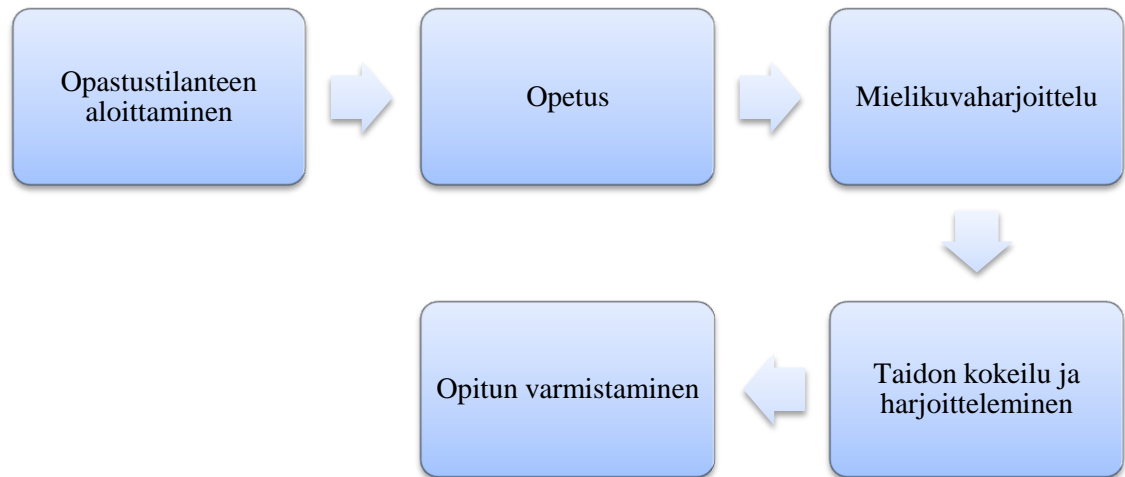 Opastustilanteen
aloittaminen
Opetus
Mielikuvaharjoittelu
Taidon kokeilu ja
harjoitteleminen
Opitun varmistaminen